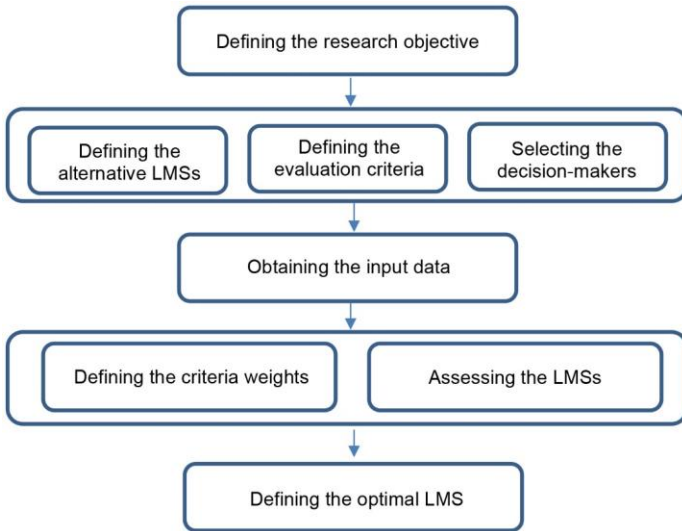 Defining the research objective
Defining the
alternative LMSs
Defining the
evaluation criteria
Selecting the
decision-makers
Obtaining the input data
Defining the criteria weights
Assessing the LMSs
Defining the optimal LMS